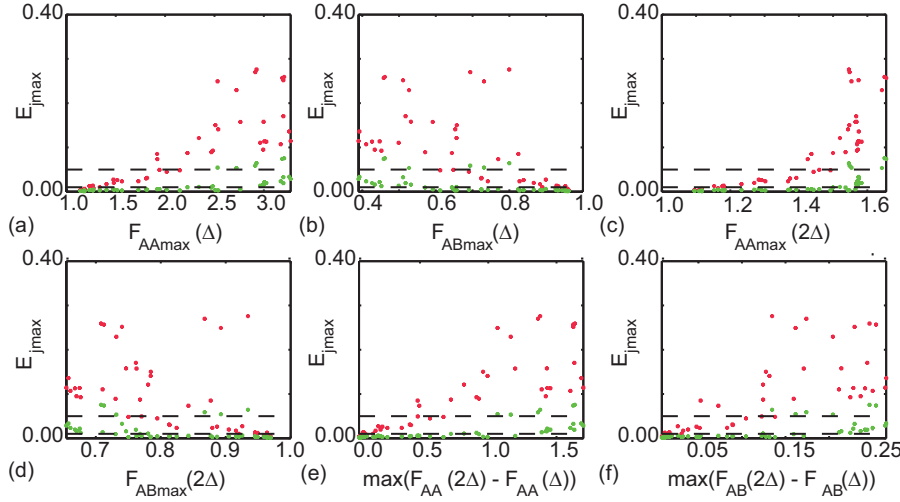 0.40 0.40 0.40
E_jmax E_jmax E_jmax
0.00 0.00 0.00
1.0 1.5 2.0 2.5 3.0 0.4 0.6 0.8 1.0 1.0 1.2 1.4 1.6
(a) F_AAmax (Δ) (b) F_ABmax(Δ) (c) F_AAmax (2Δ)
0.40 0.40 0.40
E_jmax E_jmax E_jmax
0.00 0.00 0.00
0.7 0.8 0.9 1.0 0.0 0.5 1.0 1.5 0.05 0.15 0.25
(d) F_ABmax(2Δ) (e) max(F_AA (2Δ) - F_AA (Δ)) (f) max(F_AB(2Δ) - F_AB(Δ))